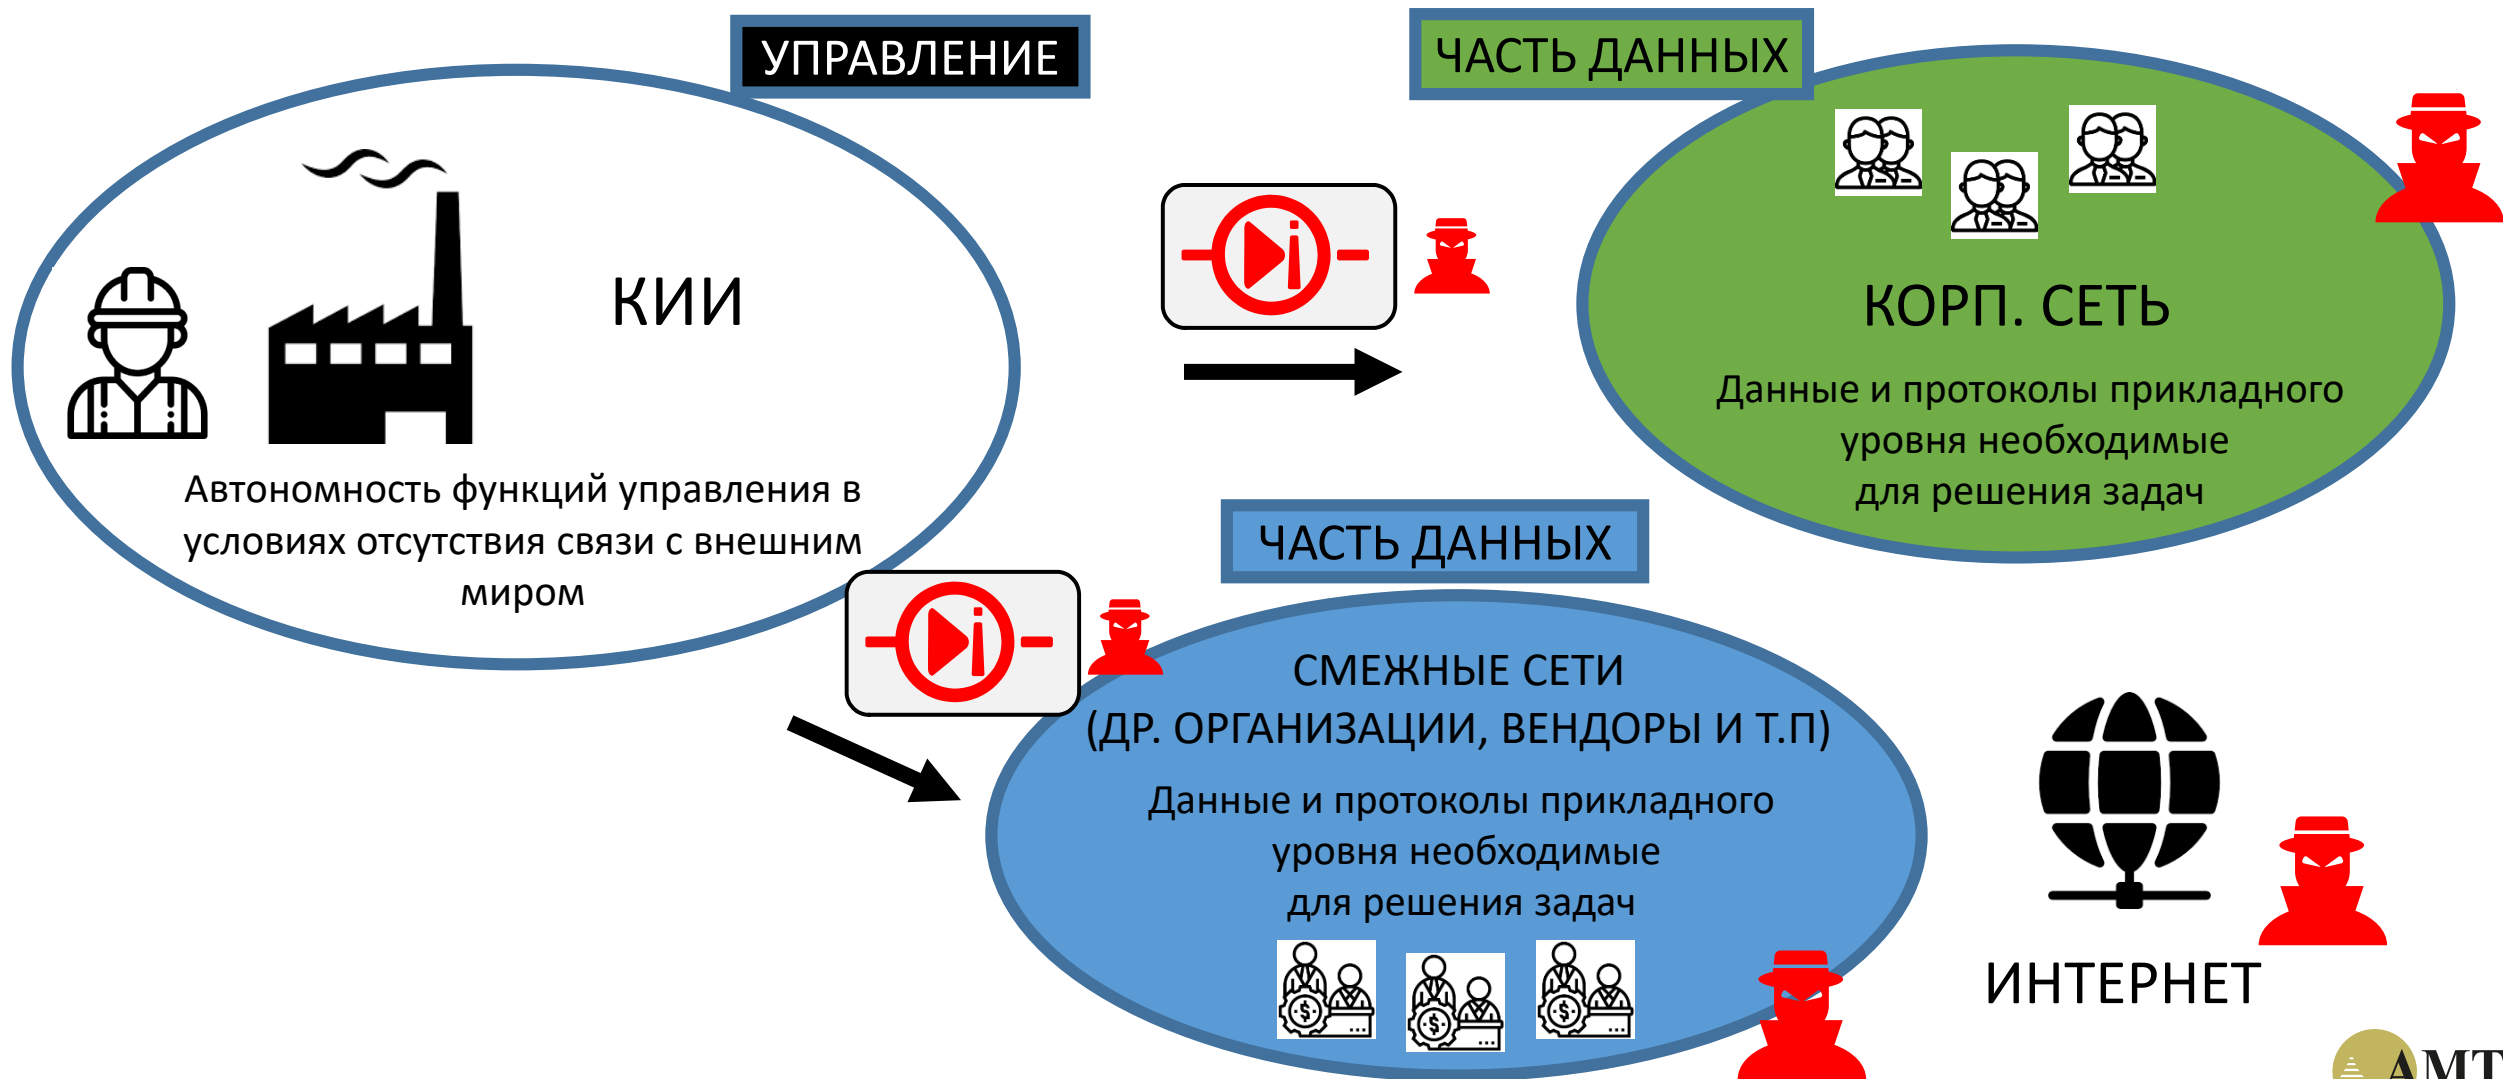 УПРАВЛЕНИЕ
ЧАСТЬ ДАННЫХ
КИИ
Автономность функций управления в
условиях отсутствия связи с внешним
миром
КОРП. СЕТЬ
Данные и протоколы прикладного
уровня необходимые
для решения задач
ЧАСТЬ ДАННЫХ
СМЕЖНЫЕ СЕТИ
(ДР. ОРГАНИЗАЦИИ, ВЕНДОРЫ И Т.П)
Данные и протоколы прикладного
уровня необходимые
для решения задач
ИНТЕРНЕТ
АМТ